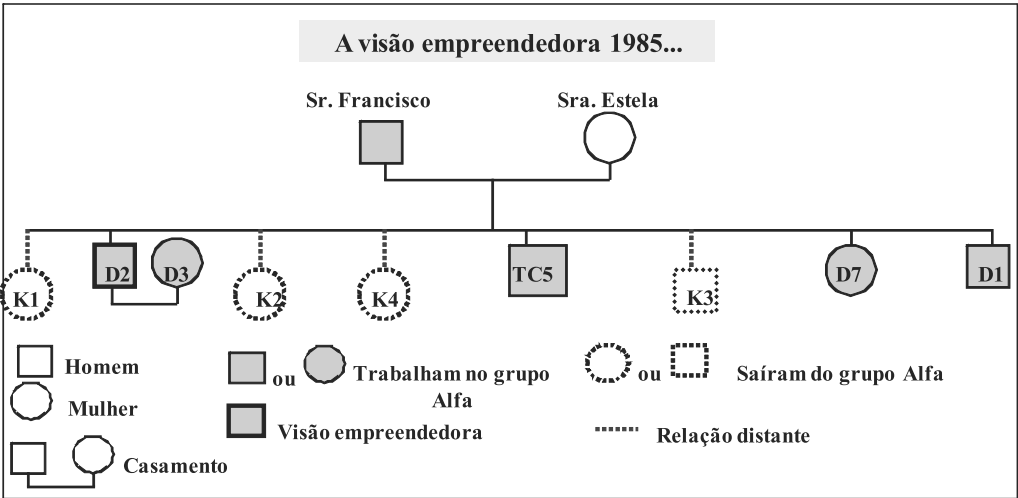 A visão empreendedora 1985...
Sr. Francisco
Sra. Estela
K1
D2
D3
K2
K4
TC5
K3
D7
D1
Homem
Mulher
Casamento
ou
Trabalham no grupo
Alfa
Visão empreendedora
ou
Saíram do grupo Alfa
Relação distante